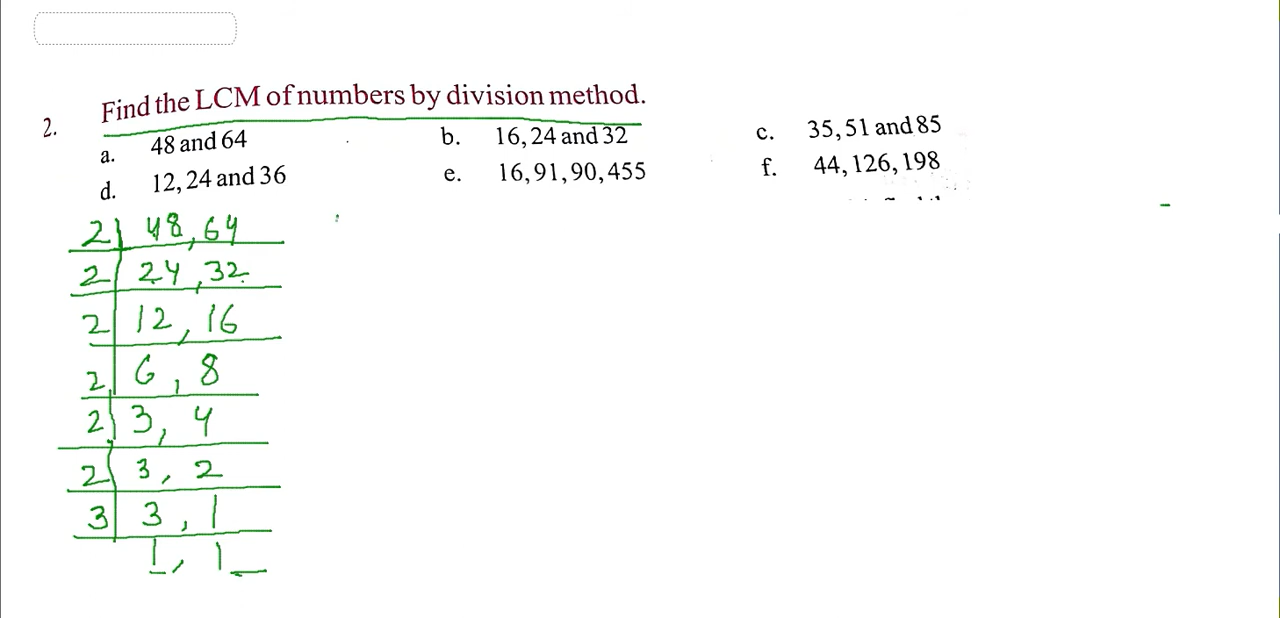 2. Find the LCM of numbers by division method.
a. 48 and 64 b. 16, 24 and 32 c. 35, 51 and 85
d. 12, 24 and 36 e. 16, 91, 90, 455 f. 44, 126, 198
2 48, 64
2 24, 32
2 12, 16
2 6, 8
2 3, 4
2 3, 2
3 3, 1
1, 1